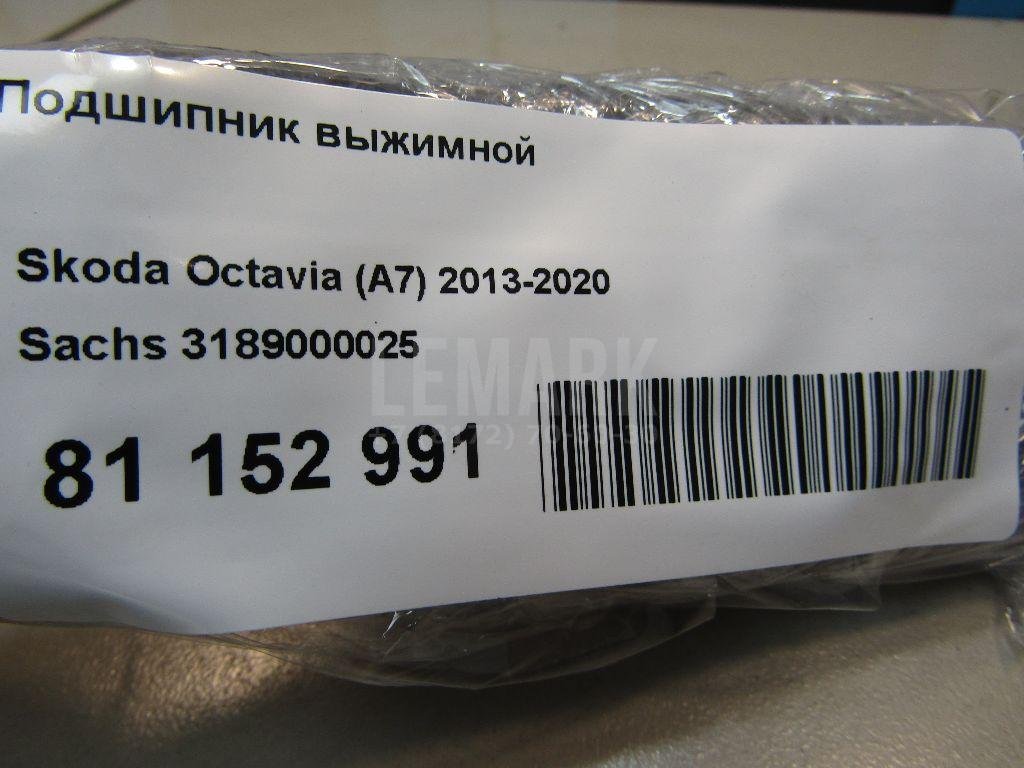 Подшипник выжимной
Skoda Octavia (A7) 2013-2020
Sachs 3189000025
LEMARK
81 152 991